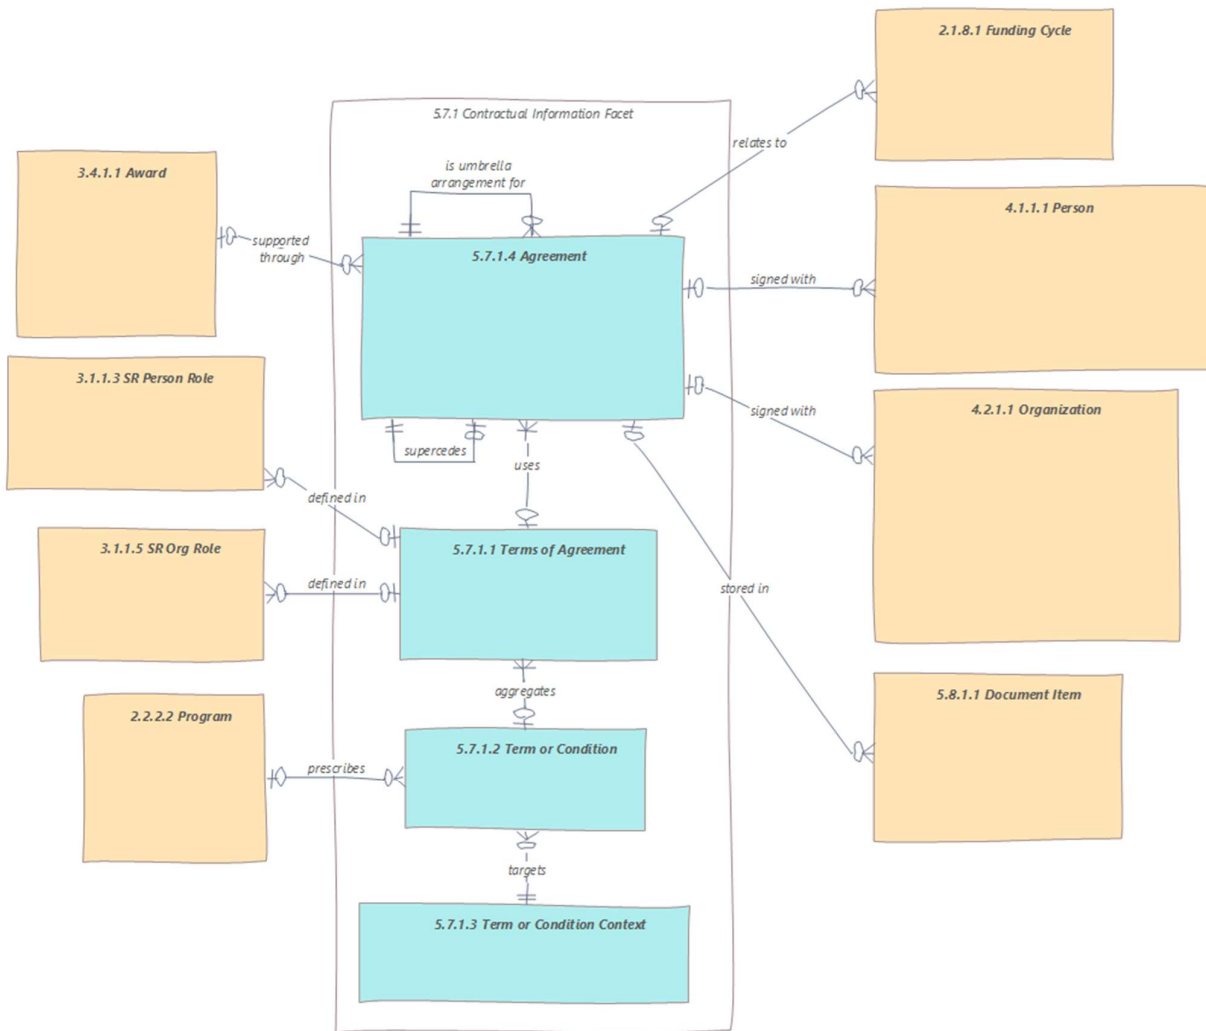 2.1.8.1 Funding Cycle
5.7.1 Contractual Information Facet
relates to
3.4.1.1 Award
is umbrella
arrangement for
4.1.1.1 Person
supported
through
5.7.1.4 Agreement
signed with
3.1.1.3 SR Person Role
4.2.1.1 Organization
signed with
supercedes
uses
defined in
3.1.1.5 SR Org Role
5.7.1.1 Terms of Agreement
defined in
stored in
2.2.2.2 Program
aggregates
5.8.1.1 Document Item
5.7.1.2 Term or Condition
prescribes
targets
5.7.1.3 Term or Condition Context